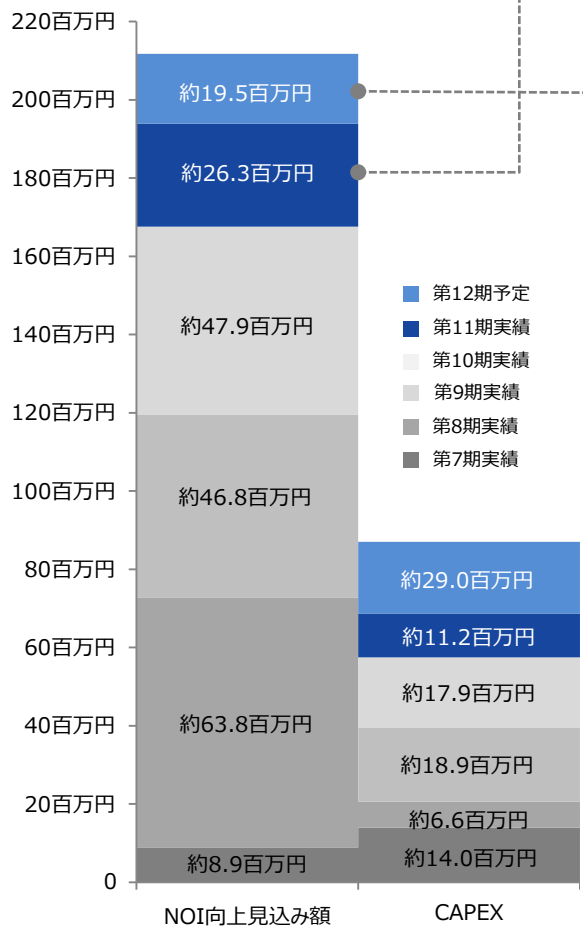 220百万円
200百万円
180百万円
160百万円
140百万円
120百万円
100百万円
80百万円
60百万円
40百万円
20百万円
0
約19.5百万円
約26.3百万円
約47.9百万円
約46.8百万円
約63.8百万円
約8.9百万円
NOI向上見込み額
約29.0百万円
約11.2百万円
約17.9百万円
約18.9百万円
約6.6百万円
約14.0百万円
CAPEX
第12期予定
第11期実績
第10期実績
第9期実績
第8期実績
第7期実績